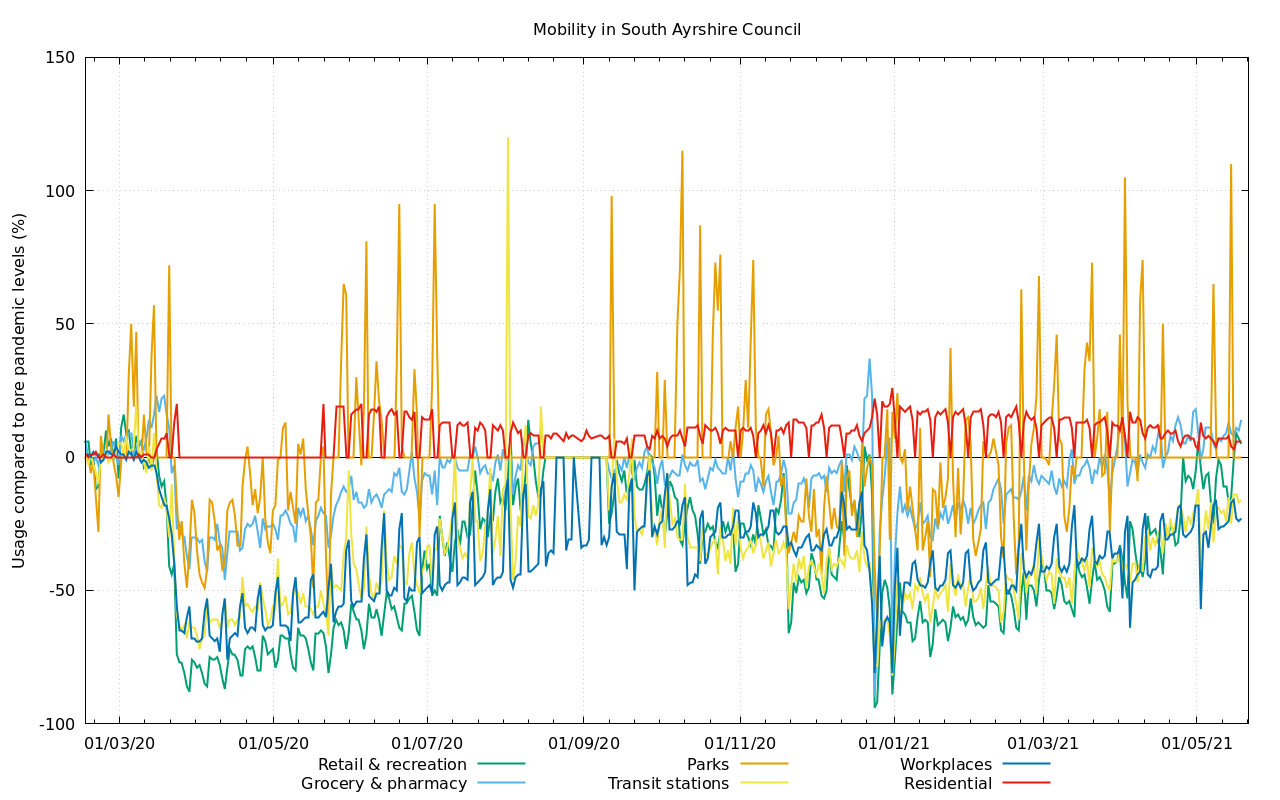 Mobility in South Ayrshire Council
Usage compared to pre pandemic levels (%)
150
100
50
0
-50
-100
01/03/20 01/05/20 01/07/20 01/09/20 01/11/20 01/01/21 01/03/21 01/05/21
Retail & recreation Parks Workplaces
Grocery & pharmacy Transit stations Residential